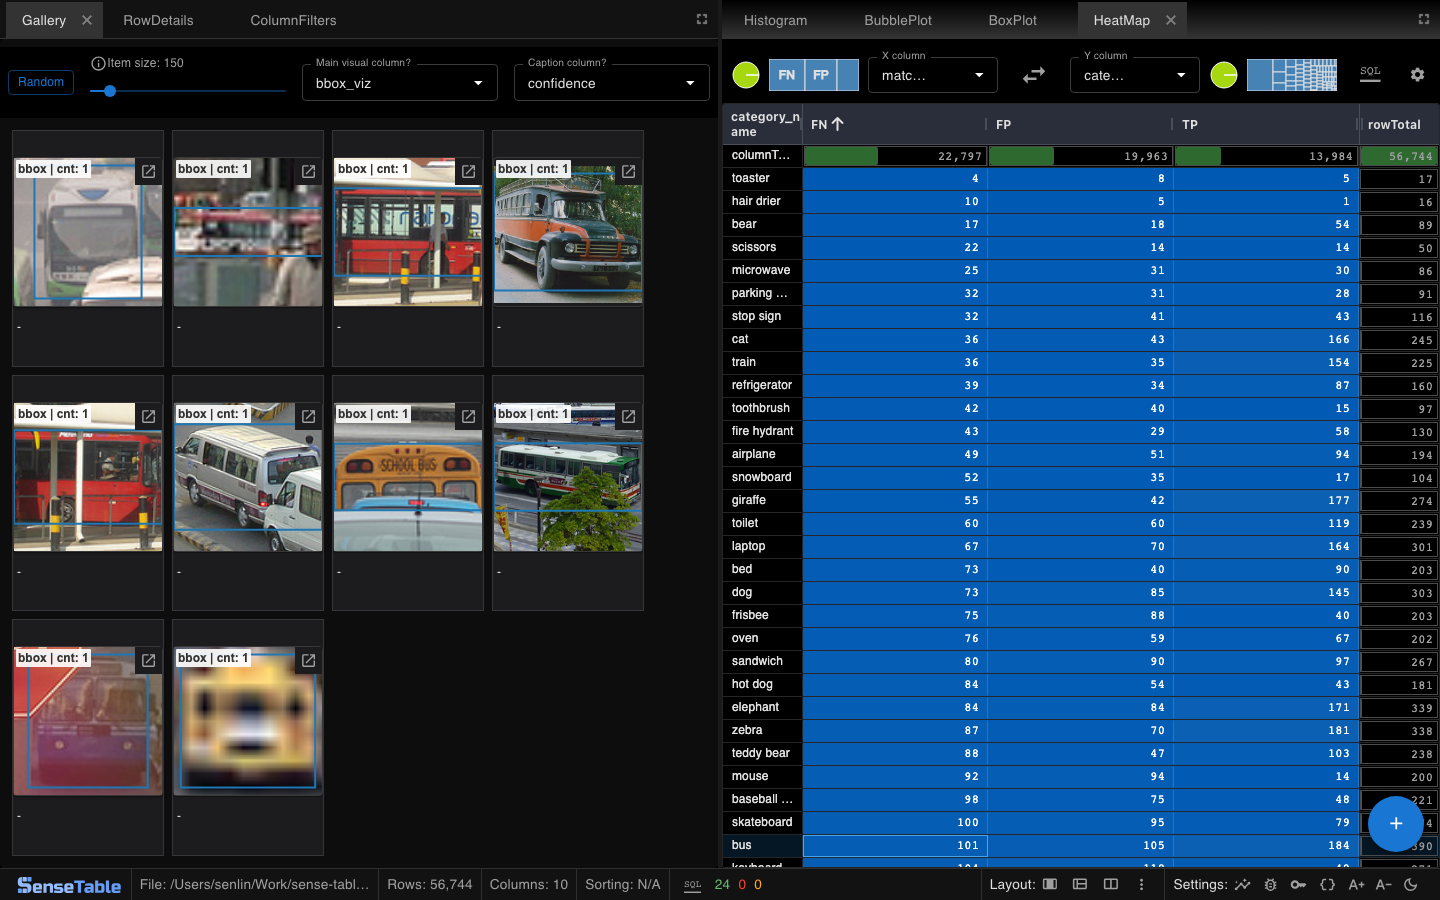 Gallery RowDetails ColumnFilters
Histogram BubblePlot BoxPlot HeatMap
Random
Item size: 150
Main visual column?
bbox_viz
Caption column?
confidence
FN FP
X column
matc...
Y column
cate...
SQL
bbox | cnt: 1 bbox | cnt: 1 bbox | cnt: 1 bbox | cnt: 1
- - - -
bbox | cnt: 1 bbox | cnt: 1 bbox | cnt: 1 bbox | cnt: 1
SCHOOL BUS
- - - -
bbox | cnt: 1 bbox | cnt: 1
- -
category_n
ame
FN FP TP rowTotal
columnT... 22,797 19,963 13,984 56,744
toaster 4 8 5 17
hair drier 10 5 1 16
bear 17 18 54 89
scissors 22 14 14 50
microwave 25 31 30 86
parking ... 32 31 28 91
stop sign 32 41 43 116
cat 36 43 166 245
train 36 35 154 225
refrigerator 39 34 87 160
toothbrush 42 40 15 97
fire hydrant 43 29 58 130
airplane 49 51 94 194
snowboard 52 35 17 104
giraffe 55 42 177 274
toilet 60 60 119 239
laptop 67 70 164 301
bed 73 40 90 203
dog 73 85 145 303
frisbee 75 88 40 203
oven 76 59 67 202
sandwich 80 90 97 267
hot dog 84 54 43 181
elephant 84 84 171 339
zebra 87 70 181 338
teddy bear 88 47 103 238
mouse 92 94 14 200
baseball ... 98 75 48 221
skateboard 100 95 79 4
bus 101 105 184 390
SenseTable
File: /Users/senlin/Work/sense-tabl...
Rows: 56,744
Columns: 10
Sorting: N/A
SQL 24 0 0
Layout:
Settings: A+ A-